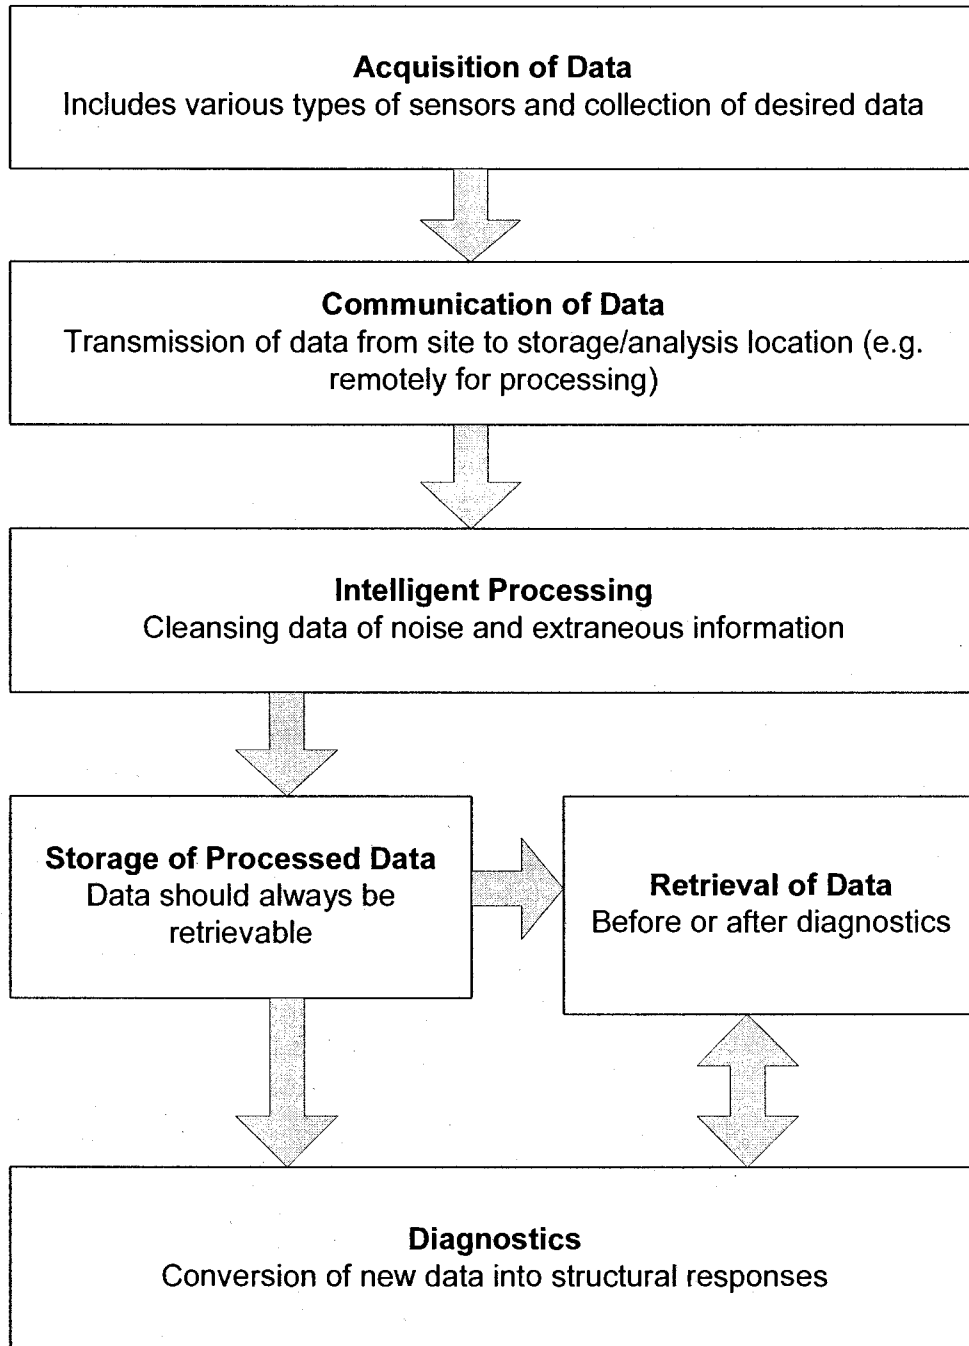 Acquisition of Data
Includes various types of sensors and collection of desired data
Communication of Data
Transmission of data from site to storage/analysis location (e.g.
remotely for processing)
Intelligent Processing
Cleansing data of noise and extraneous information
Storage of Processed Data
Data should always be
retrievable
Retrieval of Data
Before or after diagnostics
Diagnostics
Conversion of new data into structural responses